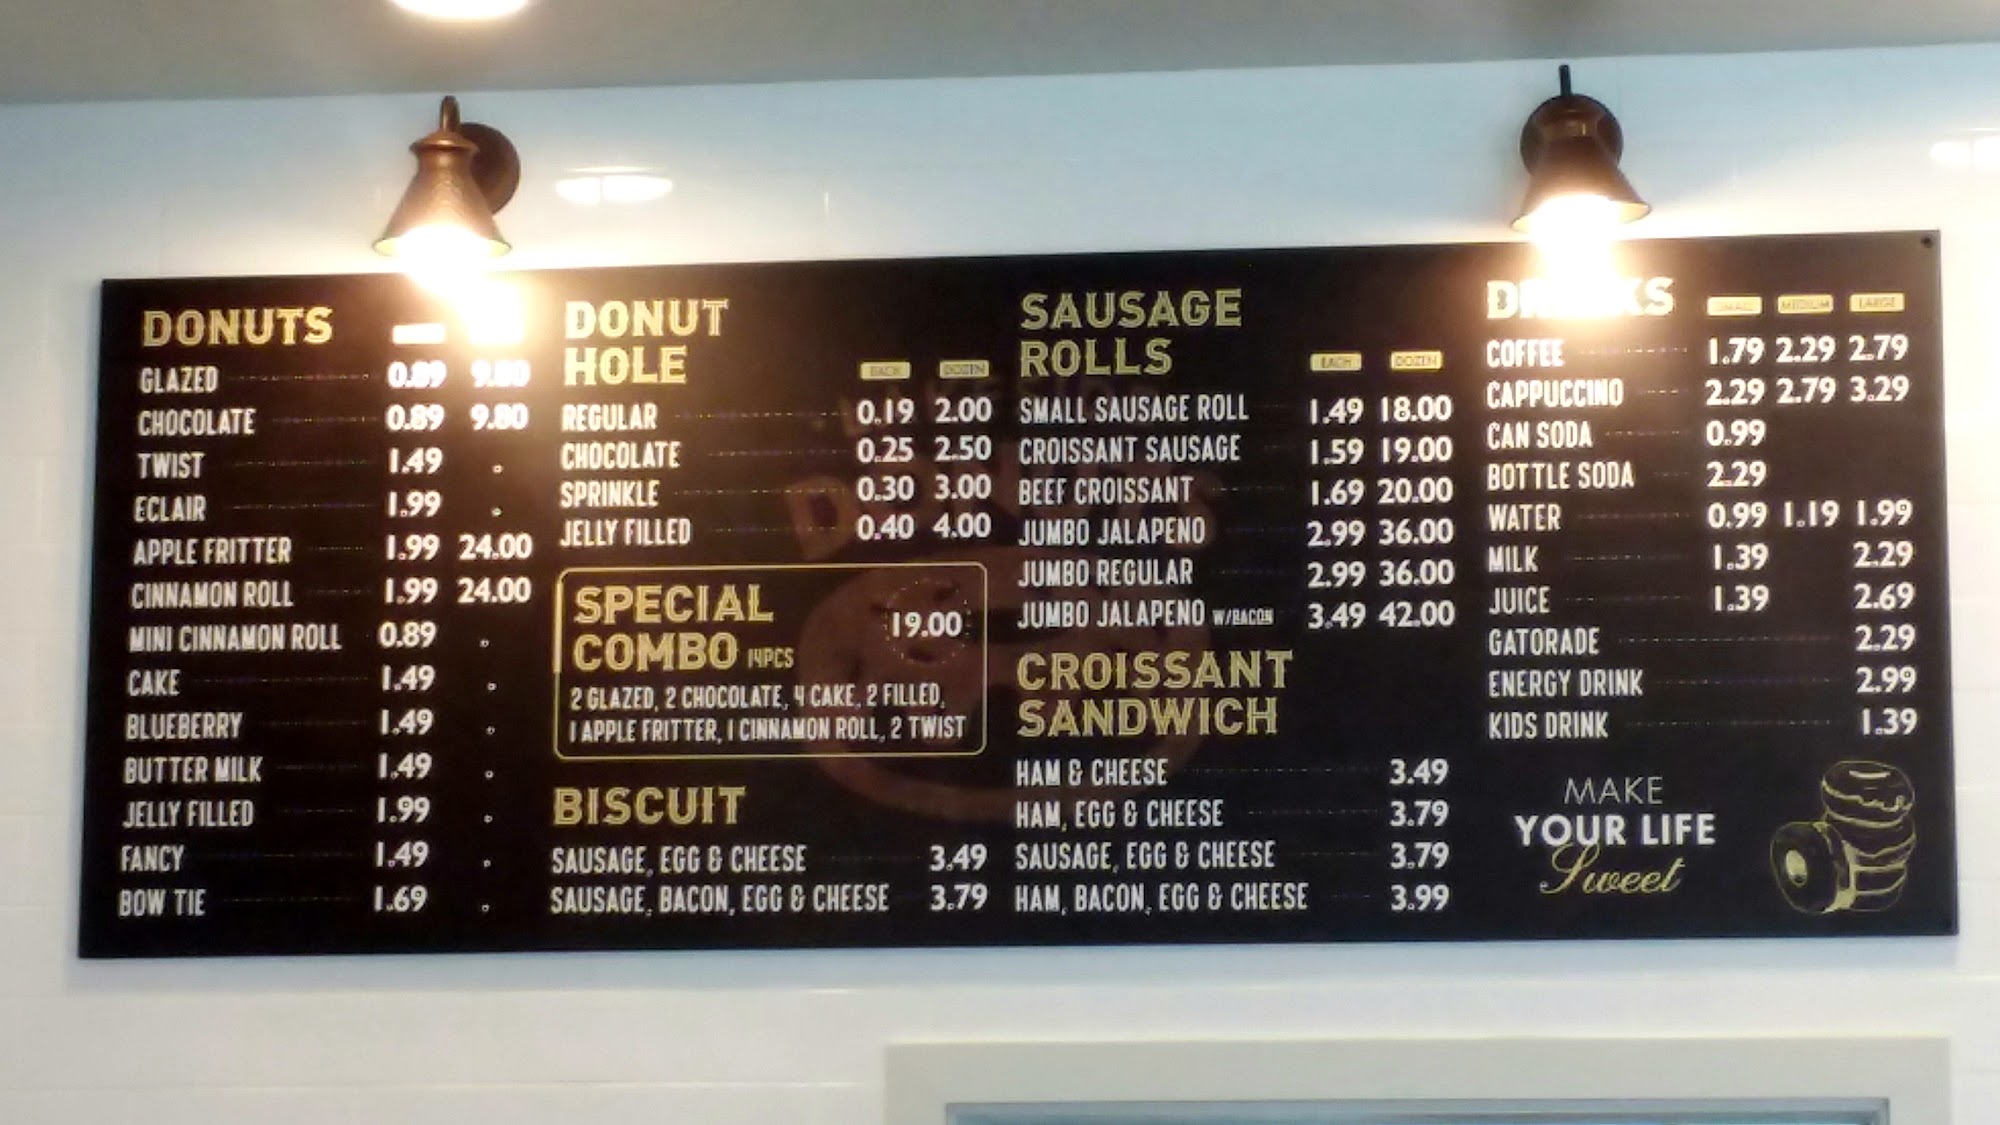 DONUTS
GLAZED 0.89 9.80
CHOCOLATE 0.89 9.80
TWIST 1.49
ECLAIR 1.99
APPLE FRITTER 1.99 24.00
CINNAMON ROLL 1.99 24.00
MINI CINNAMON ROLL 0.89
CAKE 1.49
BLUEBERRY 1.49
BUTTER MILK 1.49
JELLY FILLED 1.99
FANCY 1.49
BOW TIE 1.69
DONUT
HOLE EACH DOZEN
REGULAR 0.19 2.00
CHOCOLATE 0.25 2.50
SPRINKLE 0.30 3.00
JELLY FILLED 0.40 4.00
SPECIAL
COMBO 14PCS 19.00
2 GLAZED, 2 CHOCOLATE, 4 CAKE, 2 FILLED,
1 APPLE FRITTER, 1 CINNAMON ROLL, 2 TWIST
BISCUIT
SAUSAGE, EGG & CHEESE 3.49
SAUSAGE, BACON, EGG & CHEESE 3.79
SAUSAGE
ROLLS EACH DOZEN
SMALL SAUSAGE ROLL 1.49 18.00
CROISSANT SAUSAGE 1.59 19.00
BEEF CROISSANT 1.69 20.00
JUMBO JALAPENO 2.99 36.00
JUMBO REGULAR 2.99 36.00
JUMBO JALAPENO W/BACON 3.49 42.00
CROISSANT
SANDWICH
HAM & CHEESE 3.49
HAM, EGG & CHEESE 3.79
SAUSAGE, EGG & CHEESE 3.79
HAM, BACON, EGG & CHEESE 3.99
DRINKS SMALL MEDIUM LARGE
COFFEE 1.79 2.29 2.79
CAPPUCCINO 2.29 2.79 3.29
CAN SODA 0.99
BOTTLE SODA 2.29
WATER 0.99 1.19 1.99
MILK 1.39 2.29
JUICE 1.39 2.69
GATORADE 2.29
ENERGY DRINK 2.99
KIDS DRINK 1.39
MAKE
YOUR LIFE
Sweet